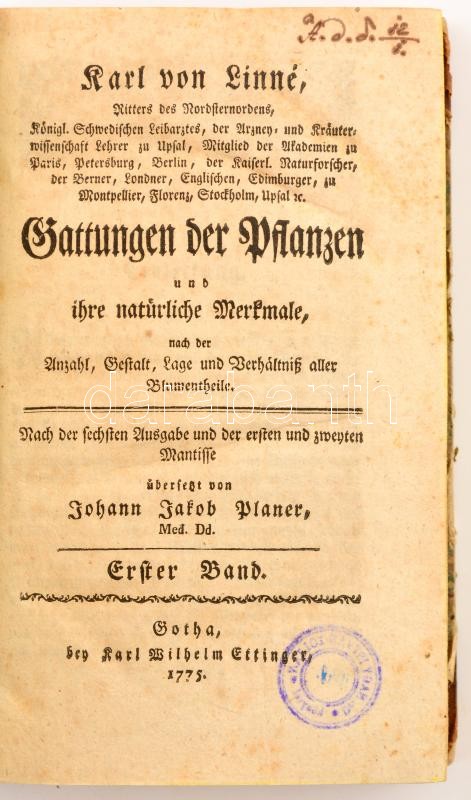 A. d. d. 12/1.
Karl von Linné,
Ritters des Nordsternordens,
Königl. Schwedischen Leibarztes, der Arzney- und Kräuter-
wissenschaft Lehrer zu Upsal, Mitglied der Akademien zu
Paris, Petersburg, Berlin, der Kaiserl. Naturforscher,
der Berner, Londner, Englischen, Edimburger, zu
Montpellier, Florenz, Stockholm, Upsal ꝛc.
Gattungen der Pflanzen
und
ihre natürliche Merkmale,
nach der
Anzahl, Gestalt, Lage und Verhältniß aller
Blumentheile.
darabanth
Nach der sechsten Ausgabe und der ersten und zweyten
Mantisse
übersetzt von
Johann Jakob Planer,
Med. Dd.
Erster Band.
Gotha,
bey Karl Wilhelm Ettinger,
1775.